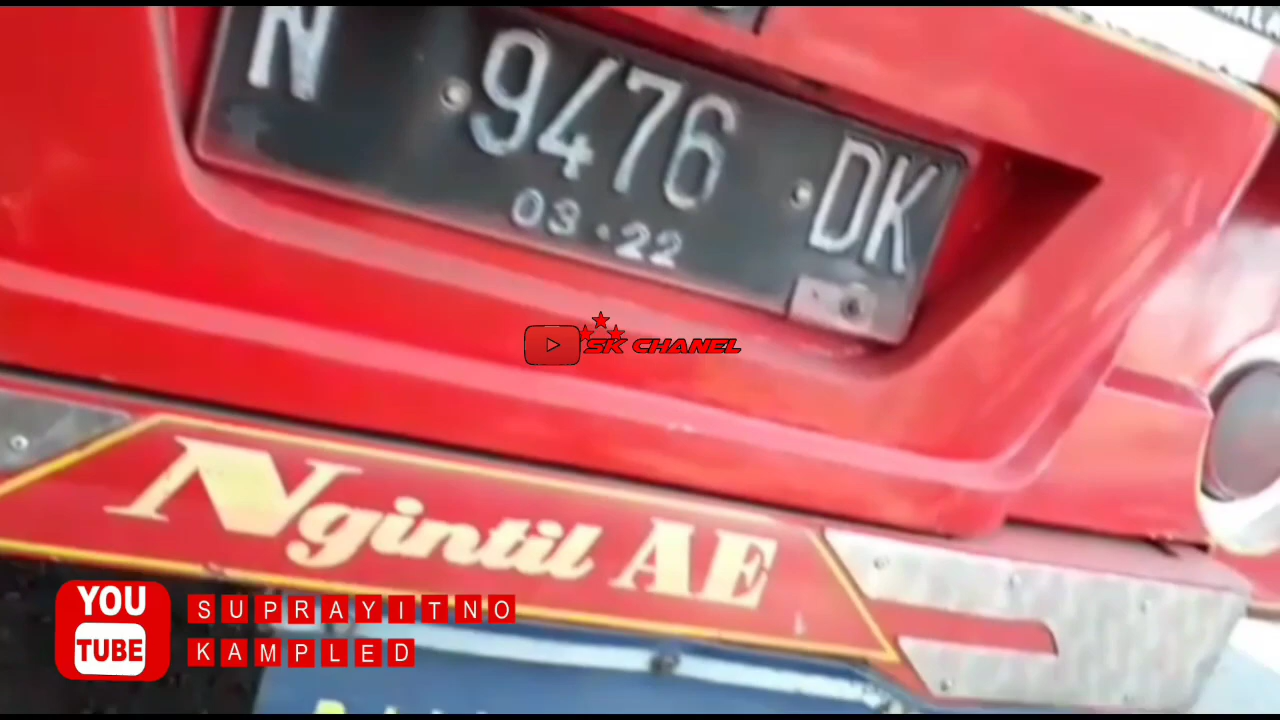 N 9476 DK
03·22
SK CHANEL
Ngintil AE
YOU
TUBE
SUPRAYITNO
KAMPLED